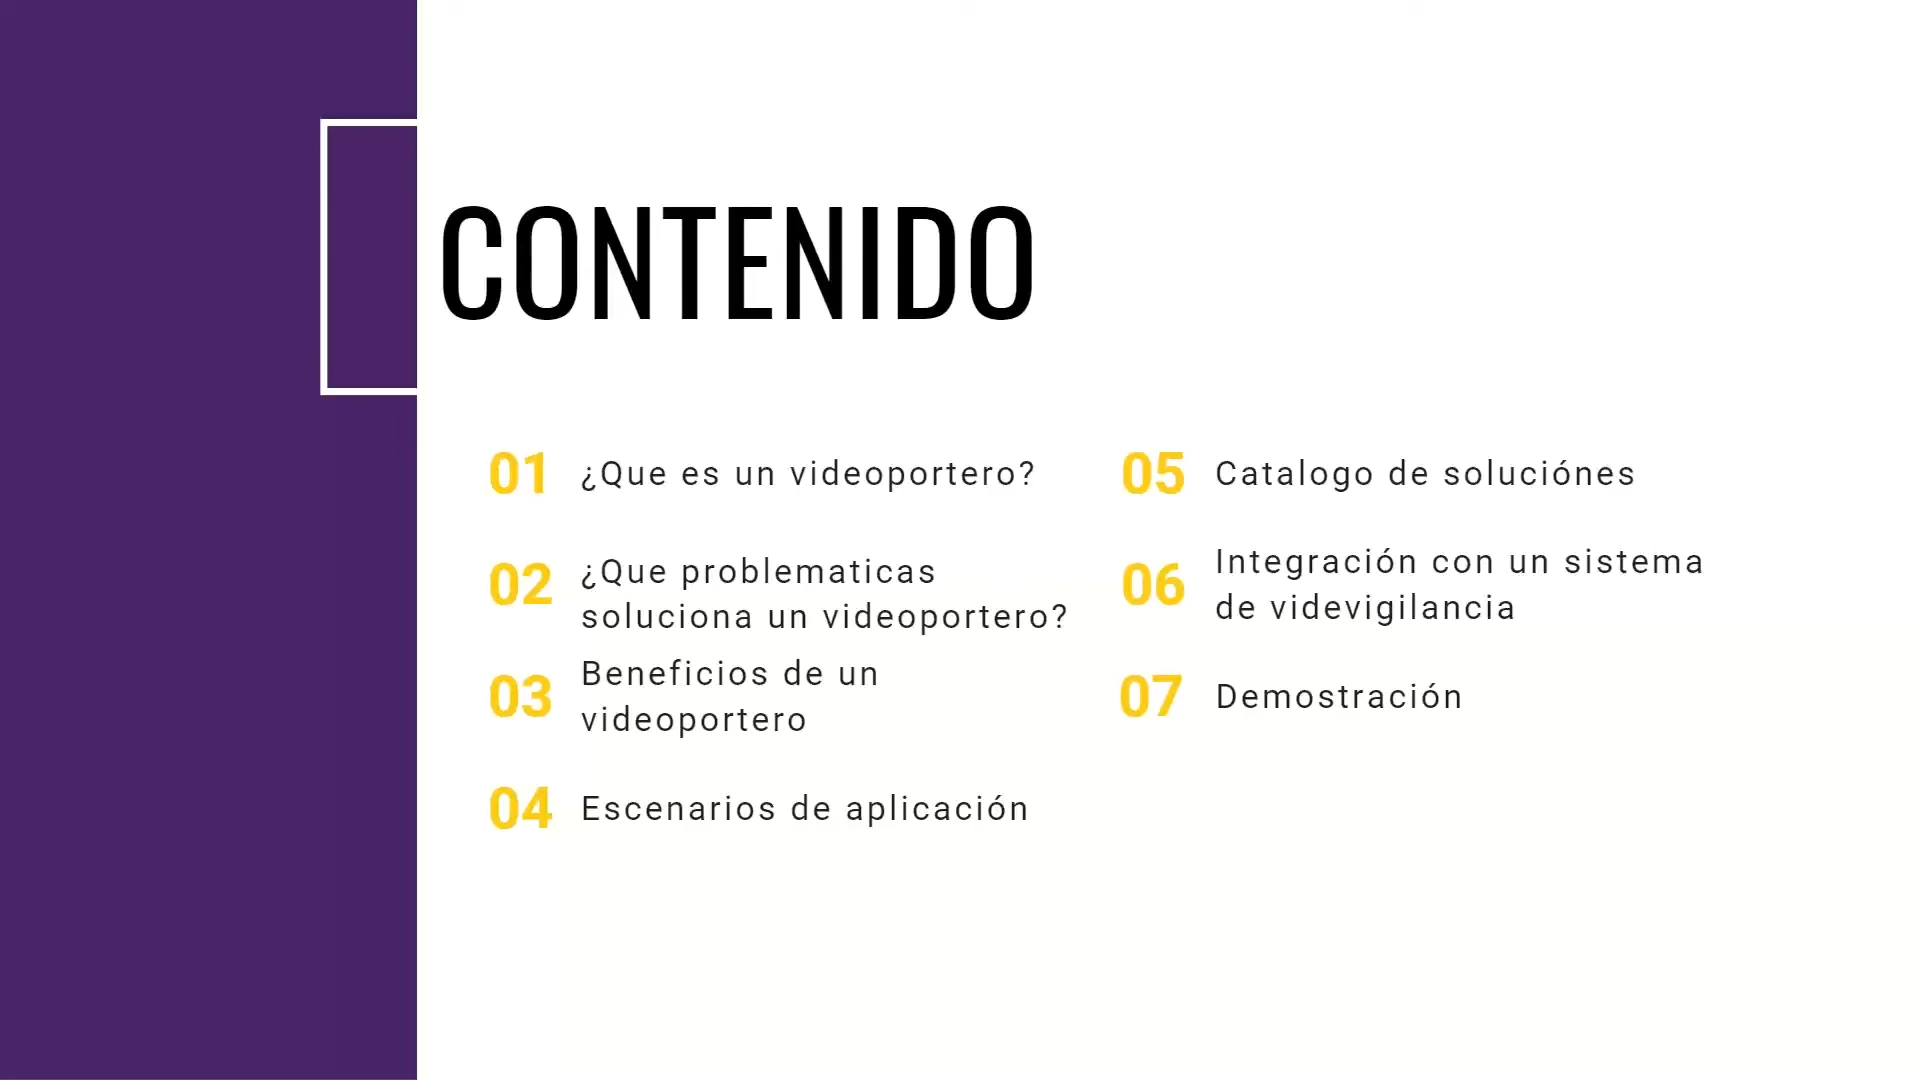 CONTENIDO
01 ¿Que es un videoportero?
02 ¿Que problematicas
soluciona un videoportero?
03 Beneficios de un
videoportero
04 Escenarios de aplicación
05 Catalogo de soluciónes
06 Integración con un sistema
de videvigilancia
07 Demostración